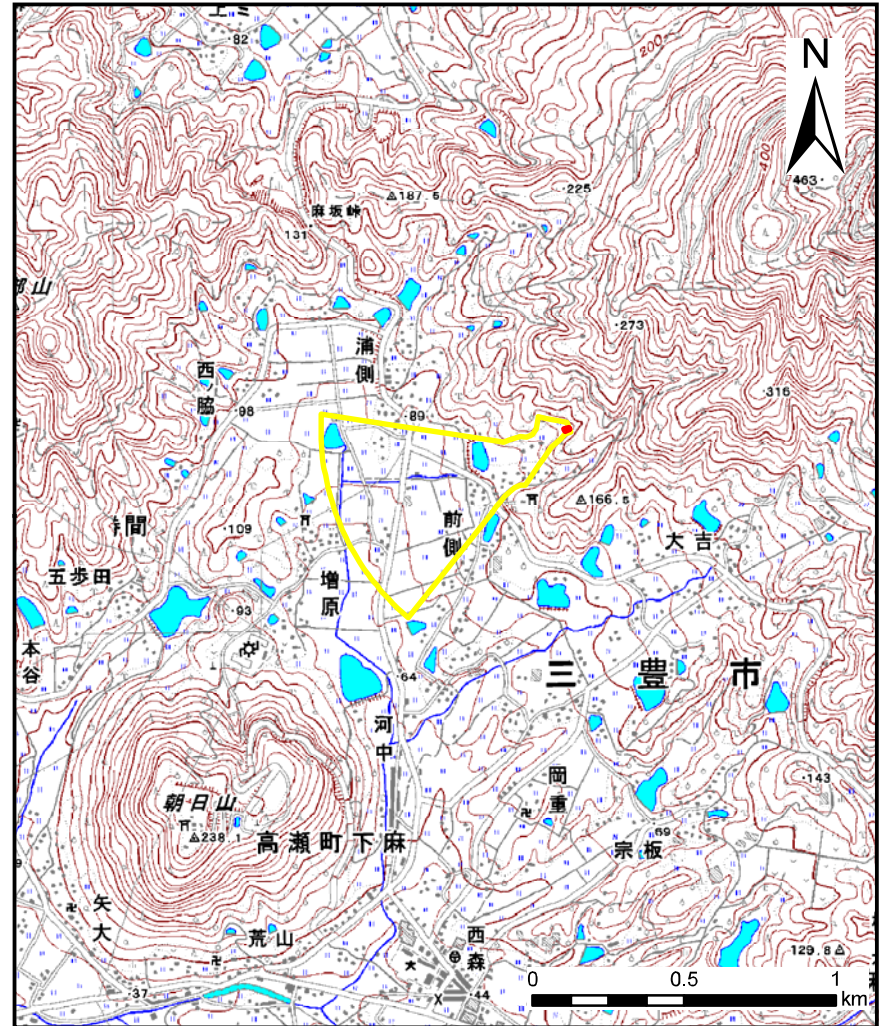 ・82
N
200
400
463・
・225
△187.5
麻坂峠
131
・273
浦側
西ノ脇
・316
・98
・89
△166.5
前側
大吉
・109
五歩田
増原
・93
本谷
・64
三豊市
河中
・143
岡重
朝日山
△238.1
高瀬町下麻
69
宗板
矢大
荒山
西森
129.8△
0 0.5 1
km
・37
・44